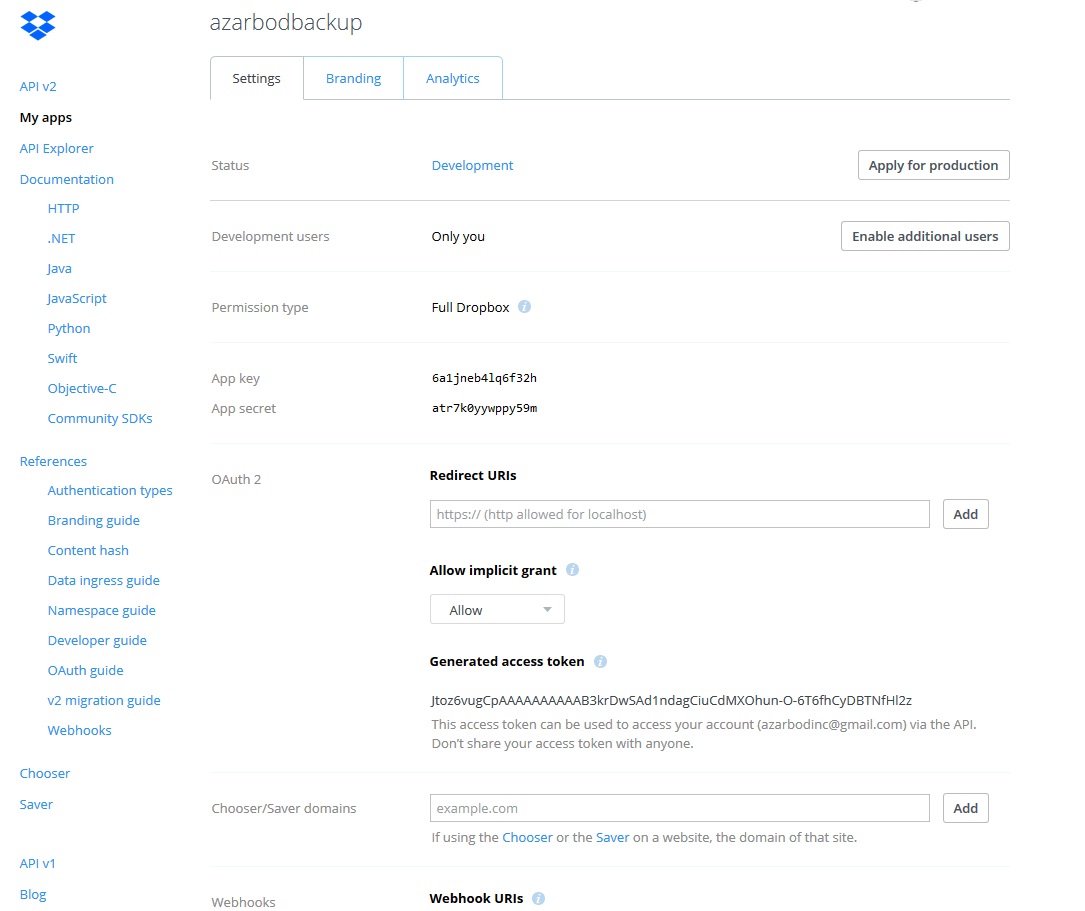 azarbodbackup
Settings
Branding
Analytics
API v2
My apps
API Explorer
Documentation
HTTP
.NET
Java
JavaScript
Python
Swift
Objective-C
Community SDKs
References
Authentication types
Branding guide
Content hash
Data ingress guide
Namespace guide
Developer guide
OAuth guide
v2 migration guide
Webhooks
Chooser
Saver
API v1
Blog
Status Development Apply for production
Development users Only you Enable additional users
Permission type Full Dropbox
App key 6a1jneb4lq6f32h
App secret atr7k0yywppy59m
OAuth 2 Redirect URIs
https:// (http allowed for localhost) Add
Allow implicit grant
Allow
Generated access token
Jtoz6vugCpAAAAAAAAAAB3krDwSAd1ndagCiuCdMXOhun-O-6T6fhCyDBTNfHl2z
This access token can be used to access your account (azarbodinc@gmail.com) via the API.
Don't share your access token with anyone.
Chooser/Saver domains example.com Add
If using the Chooser or the Saver on a website, the domain of that site.
Webhooks Webhook URIs